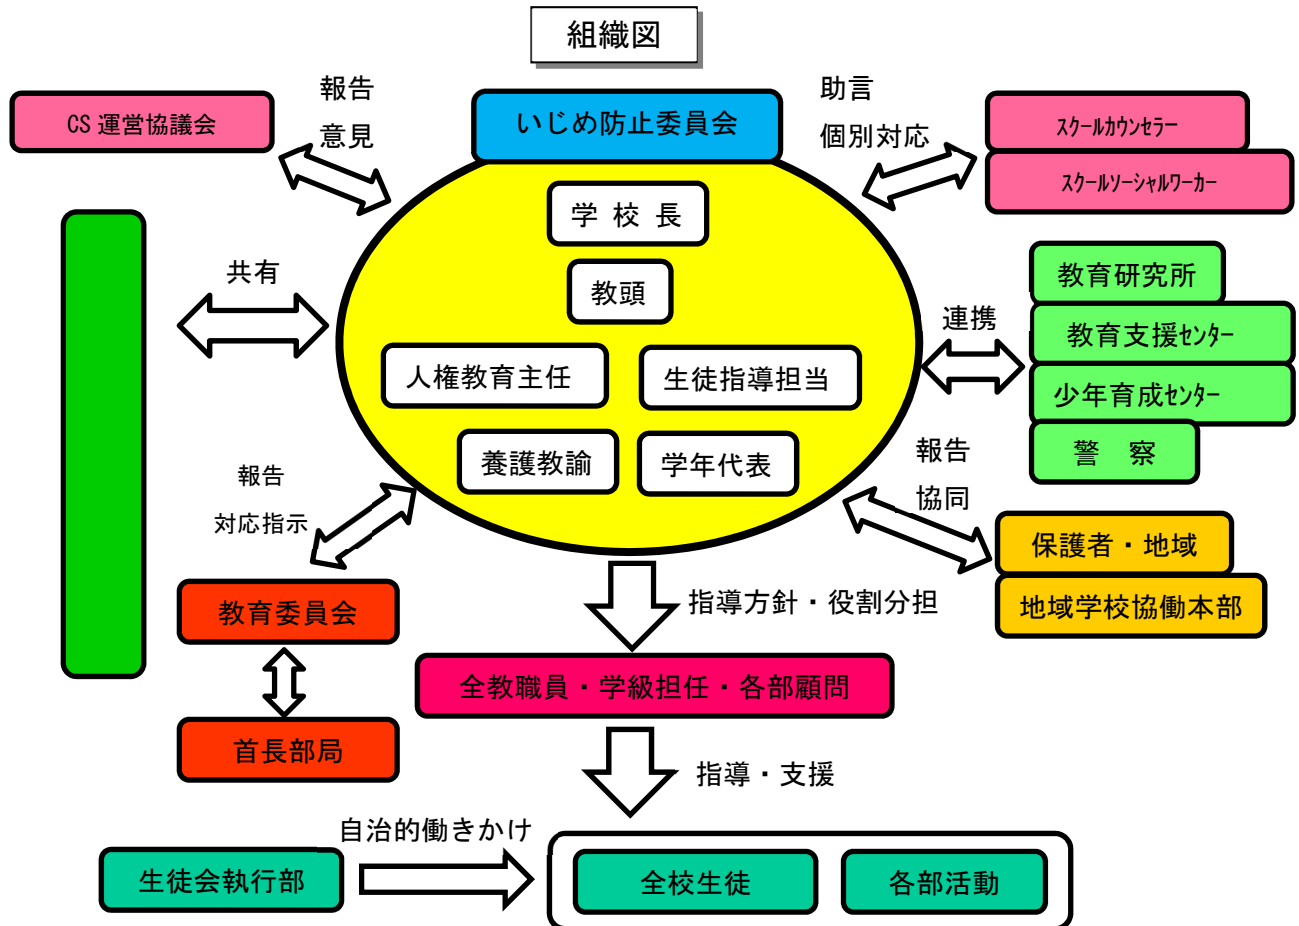 組織図
報告
意見
CS 運営協議会
いじめ防止委員会
助言
個別対応
ｽｸｰﾙｶｳﾝｾﾗｰ
ｽｸｰﾙｿｰｼｬﾙﾜｰｶｰ
学 校 長
教頭
人権教育主任
生徒指導担当
養護教諭
学年代表
共有
連携
教育研究所
教育支援ｾﾝﾀｰ
少年育成ｾﾝﾀｰ
警　察
報告
対応指示
報告
協同
保護者・地域
地域学校協働本部
教育委員会
首長部局
指導方針・役割分担
全教職員・学級担任・各部顧問
指導・支援
自治的働きかけ
生徒会執行部
全校生徒
各部活動